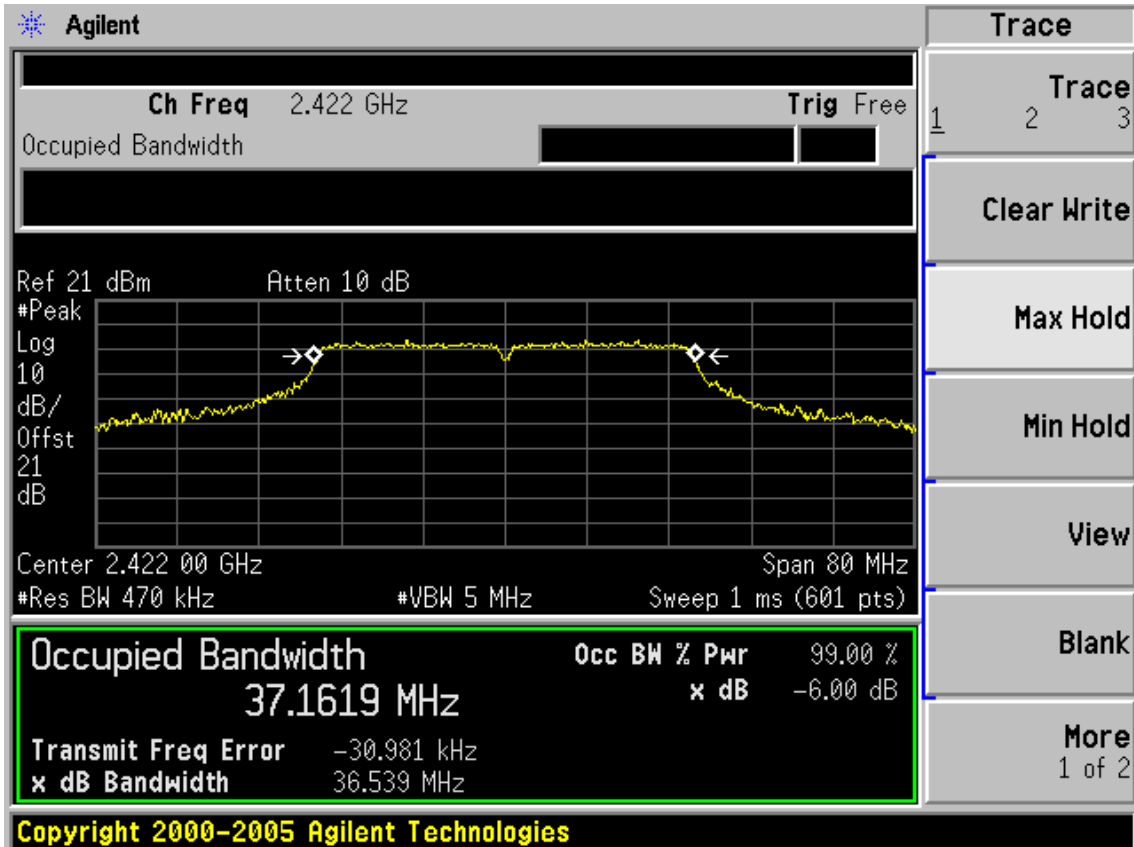 Agilent
Trace
Ch Freq 2.422 GHz Trig Free
Occupied Bandwidth
Trace
1 2 3
Clear Write
Ref 21 dBm Atten 10 dB
#Peak
Log
10
dB/
Offst
21
dB
Max Hold
Min Hold
View
Center 2.422 00 GHz Span 80 MHz
#Res BW 470 kHz #VBW 5 MHz Sweep 1 ms (601 pts)
Occupied Bandwidth
37.1619 MHz
Occ BW % Pwr 99.00 %
x dB -6.00 dB
Transmit Freq Error -30.981 kHz
x dB Bandwidth 36.539 MHz
Blank
More
1 of 2
Copyright 2000-2005 Agilent Technologies